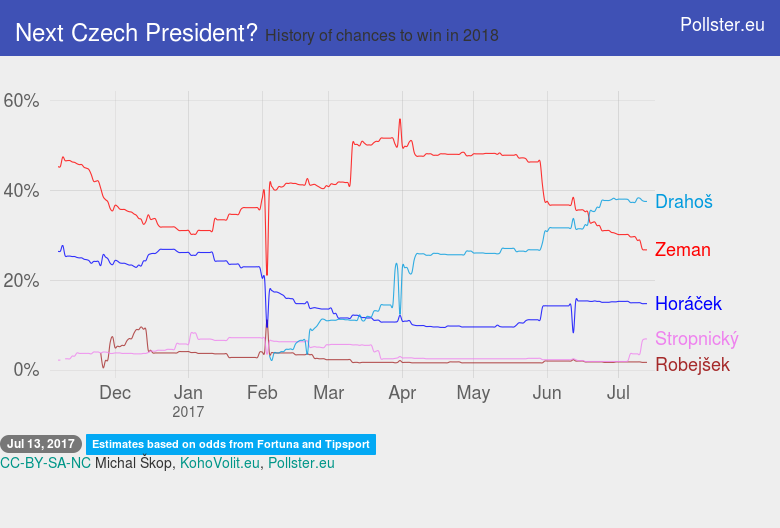 Next Czech President? History of chances to win in 2018
Pollster.eu
60%
40%
20%
0%
Drahoš
Zeman
Horáček
Stropnický
Robejšek
Dec Jan Feb Mar Apr May Jun Jul
2017
Jul 13, 2017 Estimates based on odds from Fortuna and Tipsport
CC-BY-SA-NC Michal Škop, KohoVolit.eu, Pollster.eu